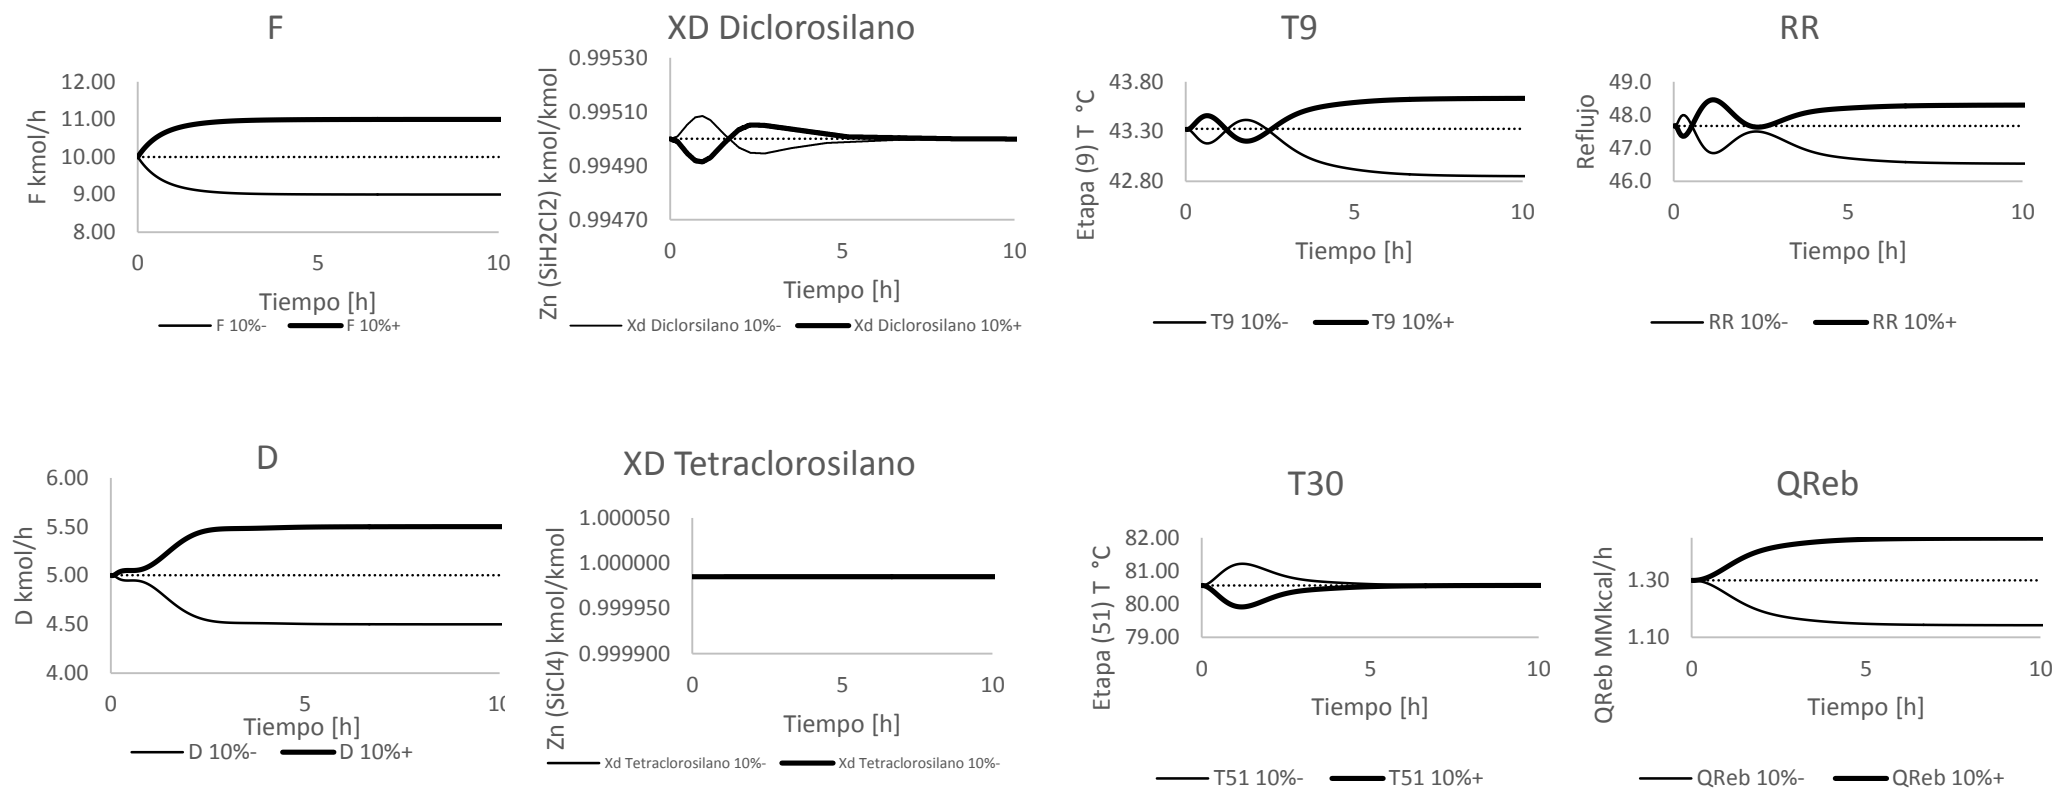 F
12.00
11.00
10.00
9.00
8.00
F kmol/h
0 5 10
Tiempo [h]
F 10%- F 10%+
XD Diclorosilano
0.99530
0.99510
0.99490
0.99470
Zn (SiH2Cl2) kmol/kmol
0 5 10
Tiempo [h]
Xd Diclorsilano 10%- Xd Diclorosilano 10%+
T9
43.80
43.30
42.80
Etapa (9) T °C
0 5 10
Tiempo [h]
T9 10%- T9 10%+
RR
49.0
48.0
47.0
46.0
Reflujo
0 5 10
Tiempo [h]
RR 10%- RR 10%+
D
6.00
5.50
5.00
4.50
4.00
D kmol/h
0 5 10
Tiempo [h]
D 10%- D 10%+
XD Tetraclorosilano
1.000050
1.000000
0.999950
0.999900
Zn (SiCl4) kmol/kmol
0 5 10
Tiempo [h]
Xd Tetraclorosilano 10%- Xd Tetraclorosilano 10%-
T30
82.00
81.00
80.00
79.00
Etapa (51) T °C
0 5 10
Tiempo [h]
T51 10%- T51 10%+
QReb
1.30
1.10
QReb MMkcal/h
0 5 10
Tiempo [h]
QReb 10%- QReb 10%+